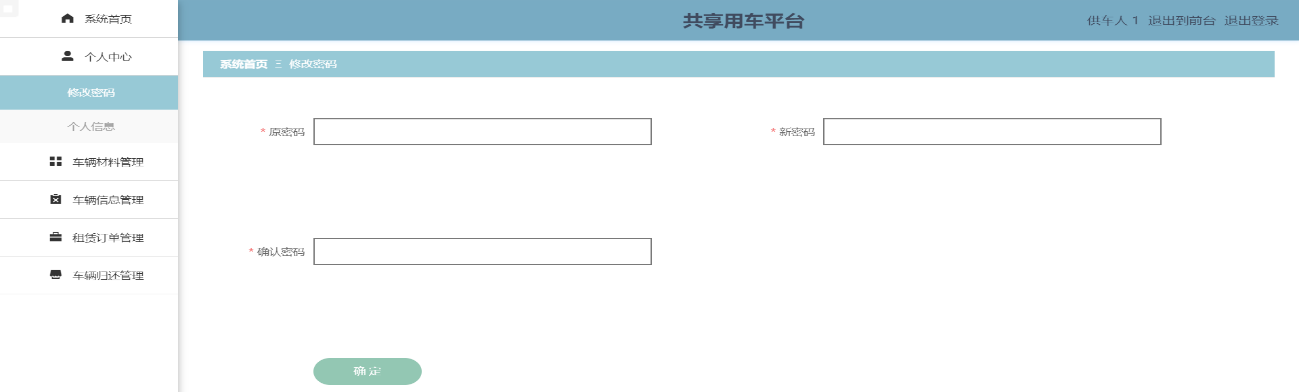 共享用车平台
供车人 1 退出到前台 退出登录
系统首页
个人中心
修改密码
个人信息
车辆材料管理
车辆信息管理
租赁订单管理
车辆归还管理
系统首页 三 修改密码
* 原密码
* 新密码
* 确认密码
确定